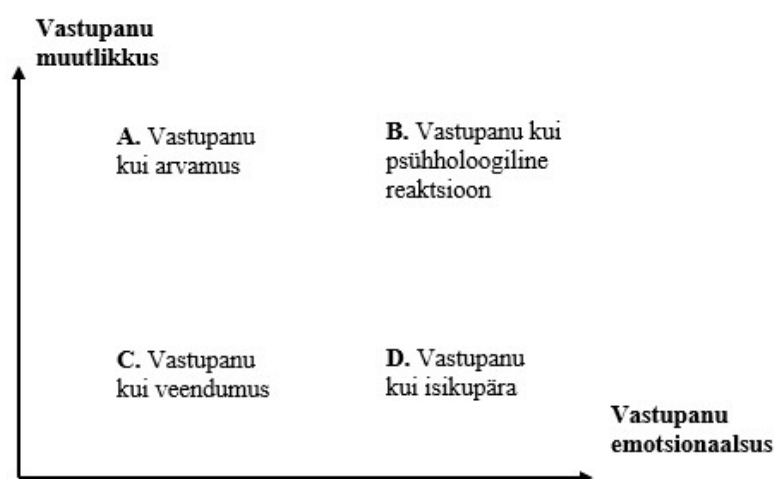 Vastupanu
muutlikkus
A. Vastupanu
kui arvamus
B. Vastupanu kui
psühholoogiline
reaktsioon
C. Vastupanu
kui veendumus
D. Vastupanu
kui isikupära
Vastupanu
emotsionaalsus